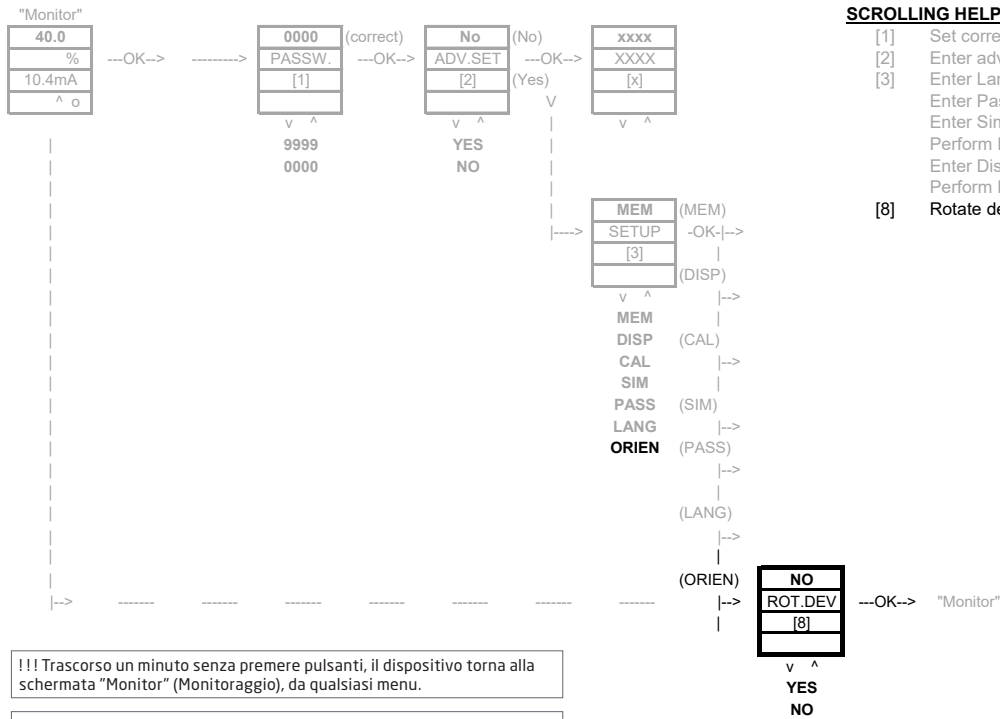 "Monitor"
SCROLLING HELP
40.0
0000 (correct)
No (No)
xxxx
[1] Set corre
% ---OK--> ---------> PASSW. ---OK--> ADV.SET ---OK--> XXXX
[2] Enter adv
10.4mA [1] [2] (Yes) [x]
[3] Enter Lan
^ o V
Enter Pas
v ^ v ^ | v ^
Enter Sim
| 9999 YES |
Perform
| 0000 NO |
Enter Dis
Perform
| MEM (MEM)
[8] Rotate de
| |----> SETUP -OK-|-->
| [3] |
| (DISP)
| v ^ |-->
| MEM |
| DISP (CAL)
| CAL |-->
| SIM |
| PASS (SIM)
| LANG |-->
| ORIEN (PASS)
| |-->
| |
| (LANG)
| |-->
| |
| (ORIEN) NO
|--> ------- ------- ------- ------- ------- ------- ------- |--> ROT.DEV ---OK--> "Monitor"
| [8]
v ^
YES
NO
!!! Trascorso un minuto senza premere pulsanti, il dispositivo torna alla
schermata "Monitor" (Monitoraggio), da qualsiasi menu.